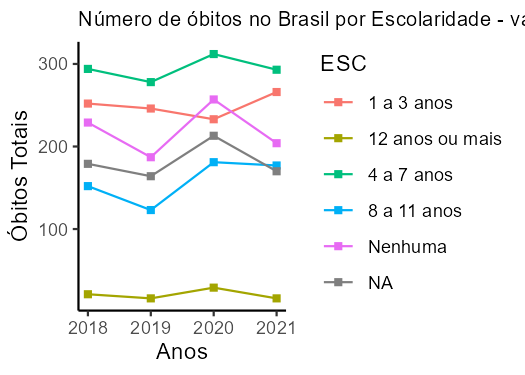 Número de óbitos no Brasil por Escolaridade - va
ESC
1 a 3 anos
12 anos ou mais
4 a 7 anos
8 a 11 anos
Nenhuma
NA
Óbitos Totais
300
200
100
2018 2019 2020 2021
Anos